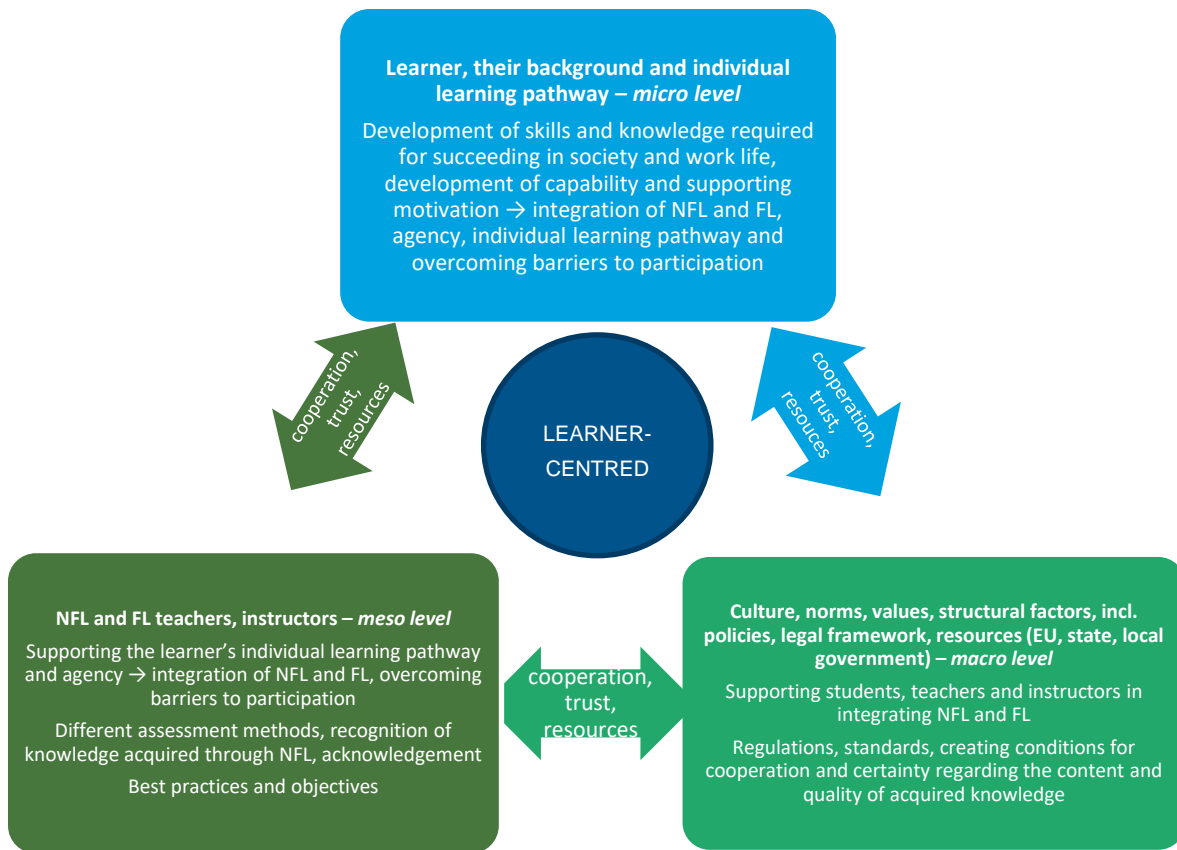 Learner, their background and individual
learning pathway – micro level
Development of skills and knowledge required
for succeeding in society and work life,
development of capability and supporting
motivation → integration of NFL and FL,
agency, individual learning pathway and
overcoming barriers to participation
cooperation,
trust,
resources
cooperation,
trust,
resouces
LEARNER-
CENTRED
NFL and FL teachers, instructors – meso level
Supporting the learner’s individual learning pathway
and agency → integration of NFL and FL, overcoming
barriers to participation
Different assessment methods, recognition of
knowledge acquired through NFL, acknowledgement
Best practices and objectives
cooperation,
trust,
resources
Culture, norms, values, structural factors, incl.
policies, legal framework, resources (EU, state, local
government) – macro level
Supporting students, teachers and instructors in
integrating NFL and FL
Regulations, standards, creating conditions for
cooperation and certainty regarding the content and
quality of acquired knowledge